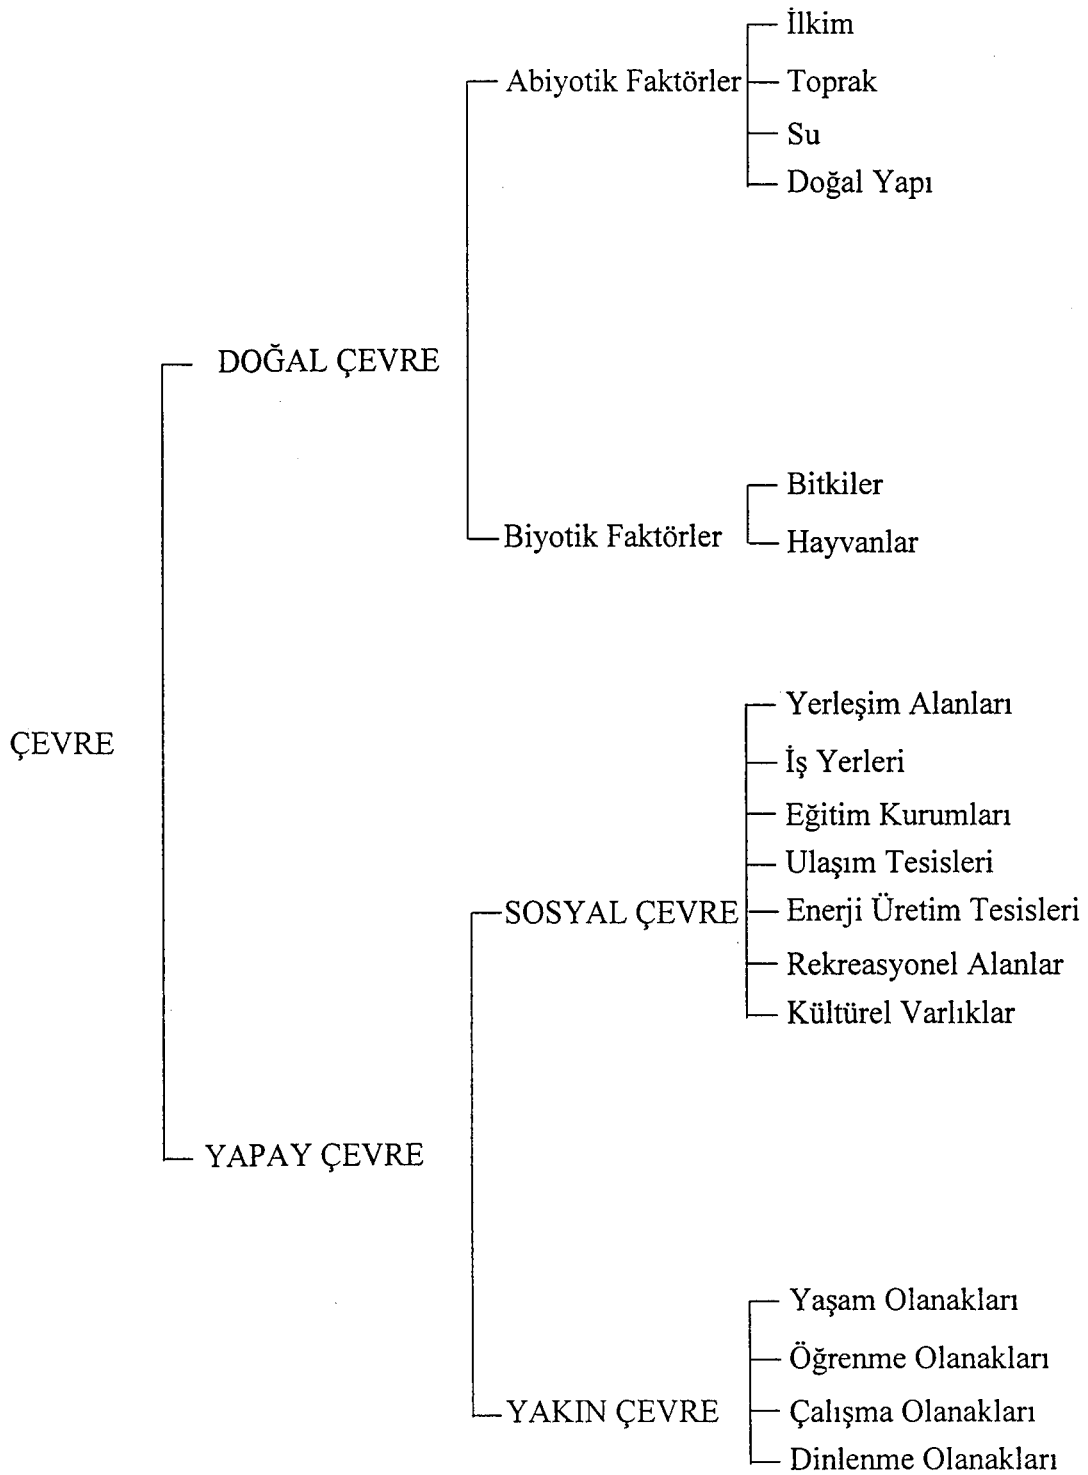 ÇEVRE
DOĞAL ÇEVRE
Abiyotik Faktörler
İlkim
Toprak
Su
Doğal Yapı
Biyotik Faktörler
Bitkiler
Hayvanlar
YAPAY ÇEVRE
SOSYAL ÇEVRE
Yerleşim Alanları
İş Yerleri
Eğitim Kurumları
Ulaşım Tesisleri
Enerji Üretim Tesisleri
Rekreasyonel Alanlar
Kültürel Varlıklar
YAKIN ÇEVRE
Yaşam Olanakları
Öğrenme Olanakları
Çalışma Olanakları
Dinlenme Olanakları